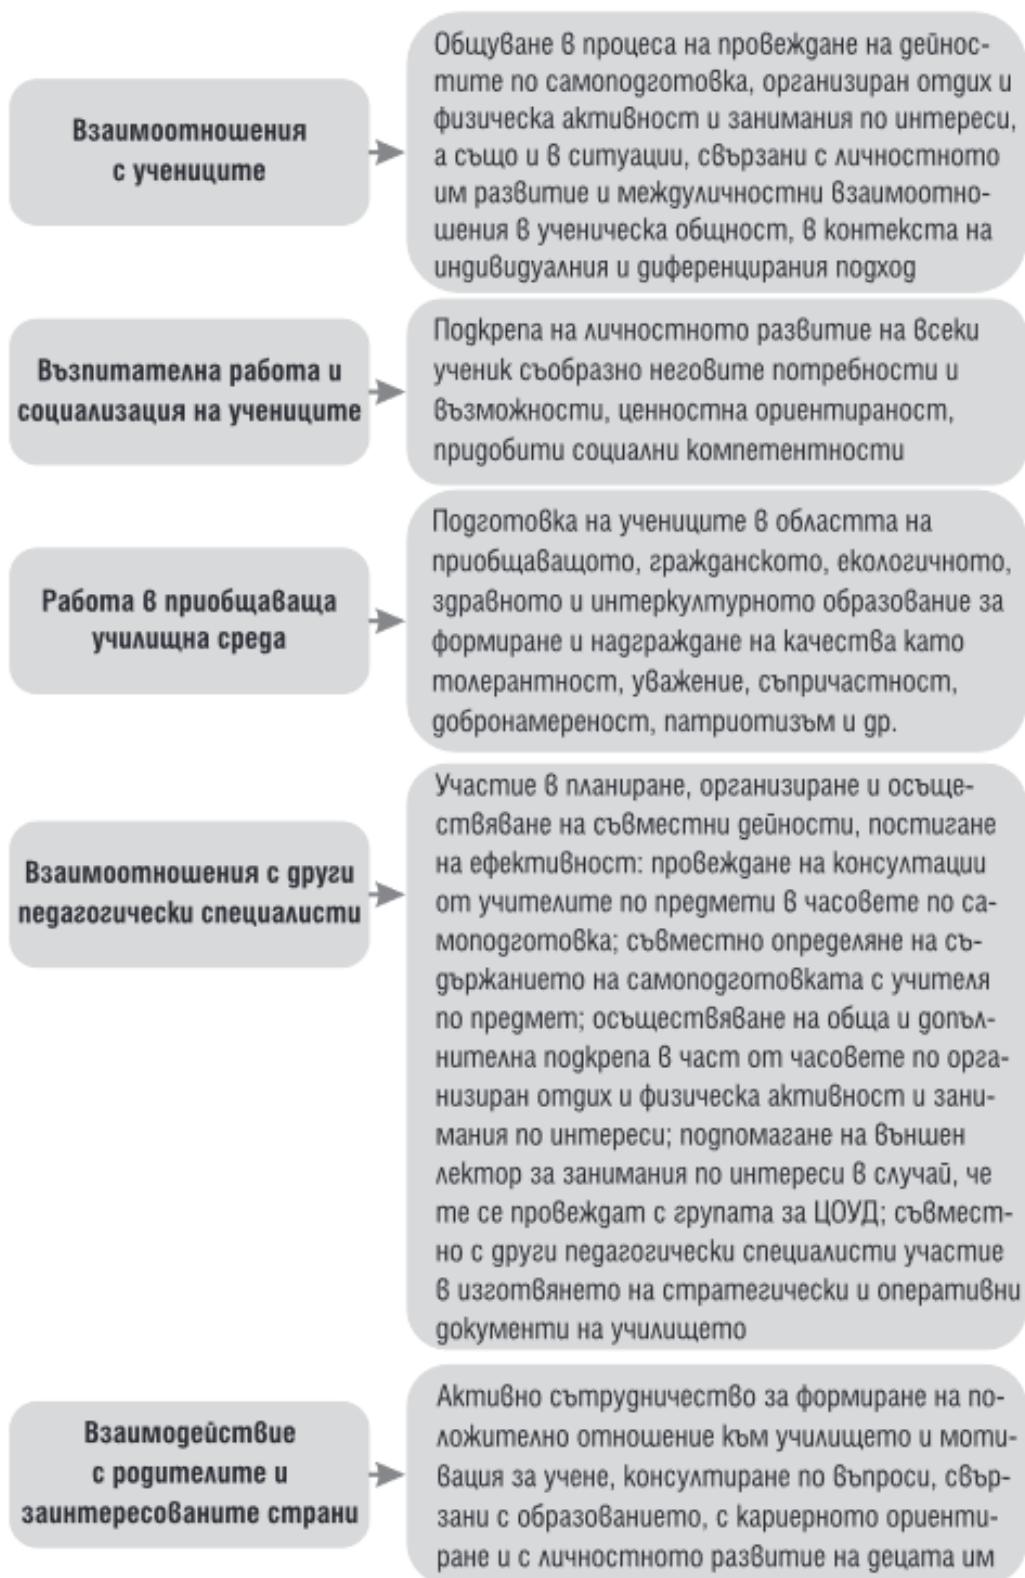 Взаимоотношения
с учениците
Общуване в процеса на провеждане на дейнос-
тите по самоподготовка, организиран отдих и
физическа активност и занимания по интереси,
а също и в ситуации, свързани с личностното
им развитие и междуличностни взаимоотно-
шения в ученическа общност, в контекста на
индивидуалния и диференцирания подход
Възпитателна работа и
социализация на учениците
Подкрепа на личностното развитие на всеки
ученик съобразно неговите потребности и
възможности, ценностна ориентираност,
придобити социални компетентности
Работа в приобщаваща
училищна среда
Подготовка на учениците в областта на
приобщаващото, гражданското, екологичното,
здравното и интеркултурното образование за
формиране и надграждане на качества като
толерантност, уважение, съпричастност,
добронамереност, патриотизъм и др.
Взаимоотношения с други
педагогически специалисти
Участие в планиране, организиране и осъще-
ствяване на съвместни дейности, постигане
на ефективност: провеждане на консултации
от учителите по предмети в часовете по са-
моподготовка; съвместно определяне на съ-
държанието на самоподготовката с учителя
по предмет; осъществяване на обща и допъл-
нителна подкрепа в част от часовете по орга-
низиран отдих и физическа активност и зани-
мания по интереси; подпомагане на външен
лектор за занимания по интереси в случай, че
те се провеждат с групата за ЦОУД; съвмест-
но с други педагогически специалисти участие
в изготвянето на стратегически и оперативни
документи на училището
Взаимодействие
с родителите и
заинтересованите страни
Активно сътрудничество за формиране на по-
ложително отношение към училището и моти-
вация за учене, консултиране по въпроси, свър-
зани с образованието, с кариерното ориенти-
ране и с личностното развитие на децата им